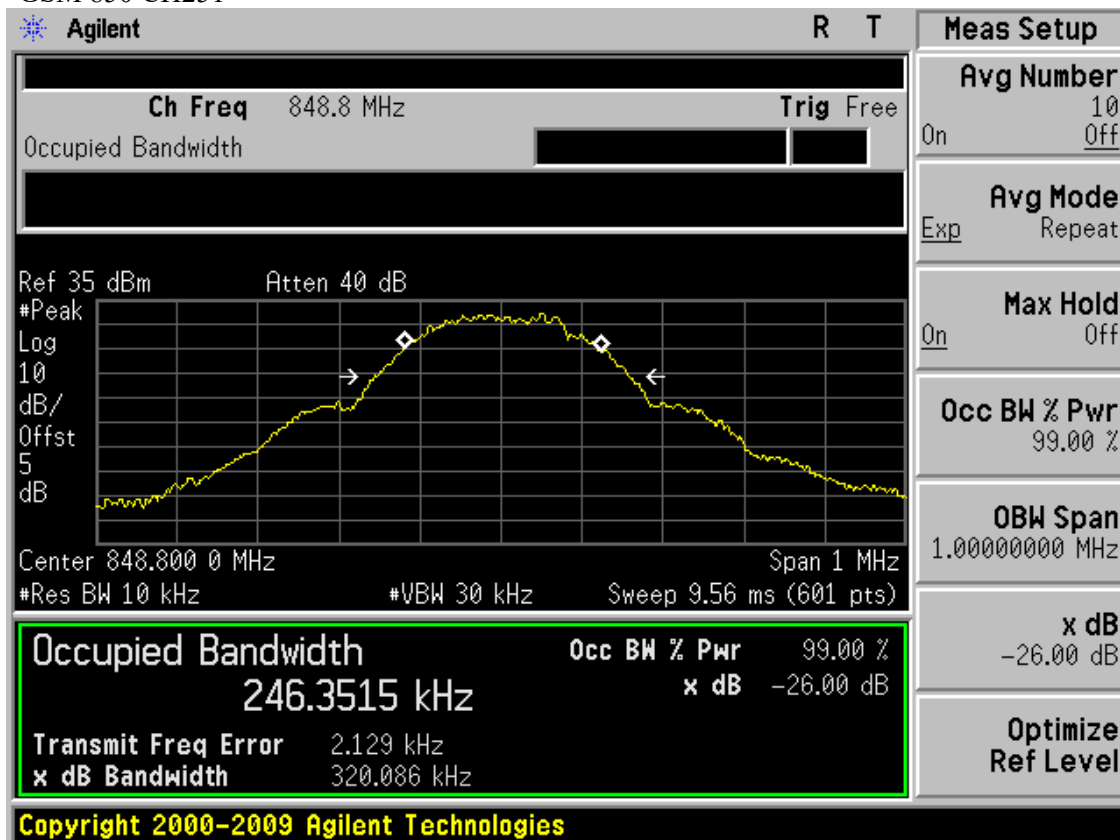 Agilent R T
Meas Setup
Ch Freq 848.8 MHz Trig Free
Occupied Bandwidth
Avg Number
10
On Off
Avg Mode
Exp Repeat
Max Hold
On Off
Occ BW % Pwr
99.00 %
OBW Span
1.00000000 MHz
x dB
-26.00 dB
Optimize
Ref Level
Ref 35 dBm Atten 40 dB
#Peak
Log
10
dB/
Offst
5
dB
Center 848.800 0 MHz Span 1 MHz
#Res BW 10 kHz #VBW 30 kHz Sweep 9.56 ms (601 pts)
Occupied Bandwidth
246.3515 kHz
Occ BW % Pwr 99.00 %
x dB -26.00 dB
Transmit Freq Error 2.129 kHz
x dB Bandwidth 320.086 kHz
Copyright 2000-2009 Agilent Technologies